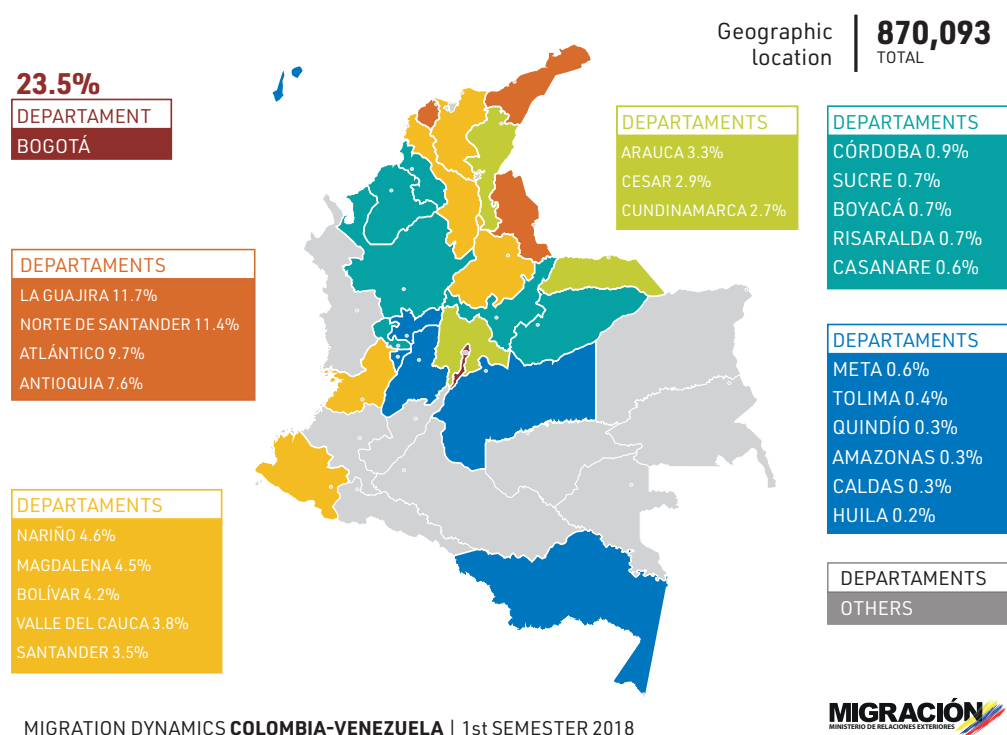 Geographic
location
870,093
TOTAL
23.5%
DEPARTAMENT
BOGOTÁ
DEPARTAMENTS
LA GUAJIRA 11.7%
NORTE DE SANTANDER 11.4%
ATLÁNTICO 9.7%
ANTIOQUIA 7.6%
DEPARTAMENTS
NARIÑO 4.6%
MAGDALENA 4.5%
BOLÍVAR 4.2%
VALLE DEL CAUCA 3.8%
SANTANDER 3.5%
DEPARTAMENTS
ARAUCA 3.3%
CESAR 2.9%
CUNDINAMARCA 2.7%
DEPARTAMENTS
CÓRDOBA 0.9%
SUCRE 0.7%
BOYACÁ 0.7%
RISARALDA 0.7%
CASANARE 0.6%
DEPARTAMENTS
META 0.6%
TOLIMA 0.4%
QUINDÍO 0.3%
AMAZONAS 0.3%
CALDAS 0.3%
HUILA 0.2%
DEPARTAMENTS
OTHERS
MIGRATION DYNAMICS COLOMBIA-VENEZUELA | 1st SEMESTER 2018
MIGRACIÓN
MINISTERIO DE RELACIONES EXTERIORES